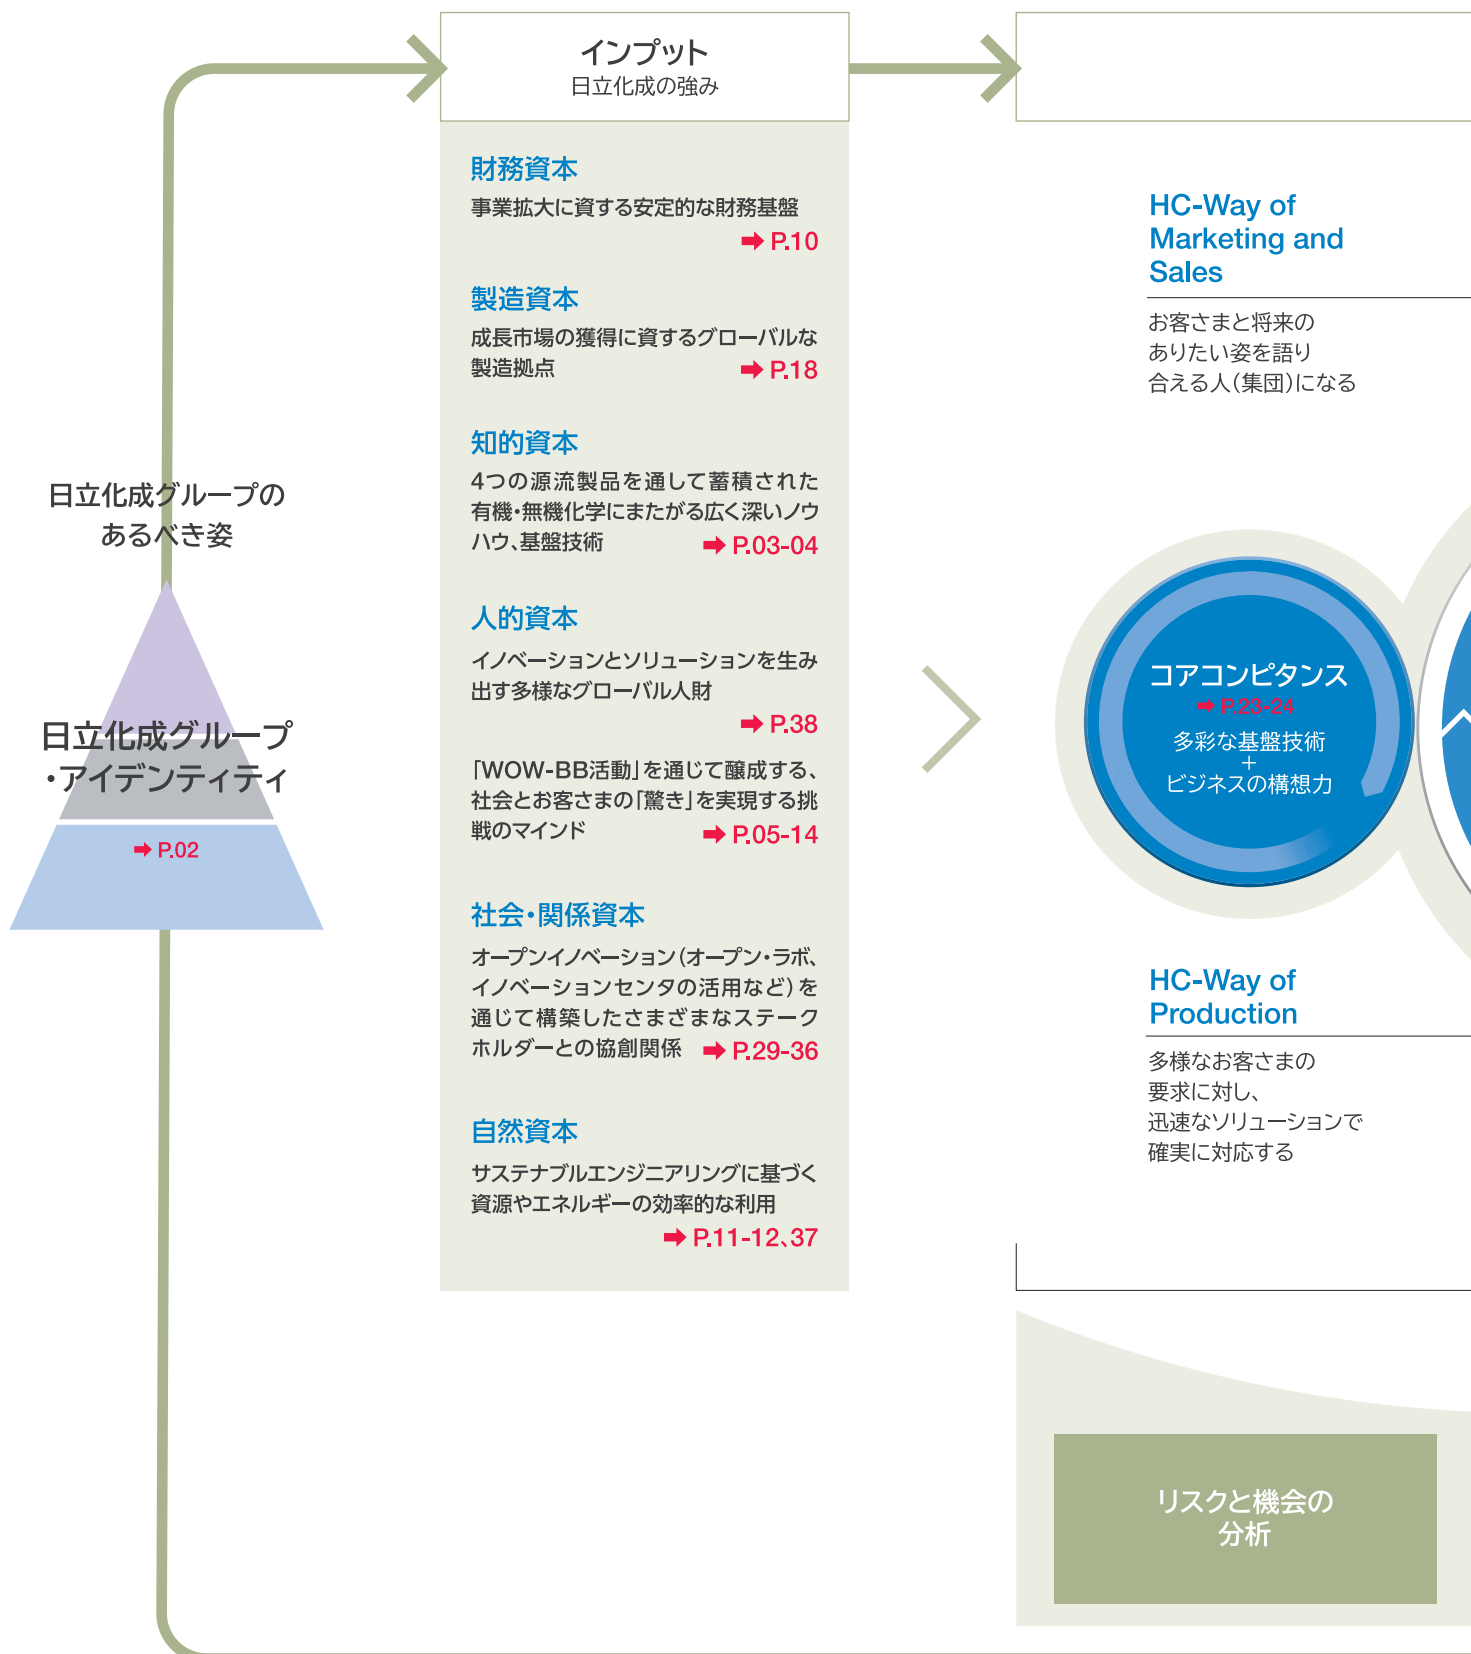 日立化成グループの
あるべき姿
日立化成グループ
・アイデンティティ
➡ P.02
インプット
日立化成の強み
財務資本
事業拡大に資する安定的な財務基盤
➡ P.10
製造資本
成長市場の獲得に資するグローバルな
製造拠点 ➡ P.18
知的資本
4つの源流製品を通して蓄積された
有機・無機化学にまたがる広く深いノウ
ハウ、基盤技術 ➡ P.03-04
人的資本
イノベーションとソリューションを生み
出す多様なグローバル人財
➡ P.38
「WOW-BB活動」を通じて醸成する、
社会とお客さまの「驚き」を実現する挑
戦のマインド ➡ P.05-14
社会・関係資本
オープンイノベーション（オープン・ラボ、
イノベーションセンタの活用など）を
通じて構築したさまざまなステーク
ホルダーとの協創関係 ➡ P.29-36
自然資本
サステナブルエンジニアリングに基づく
資源やエネルギーの効率的な利用
➡ P.11-12、37
HC-Way of
Marketing and
Sales
お客さまと将来の
ありたい姿を語り
合える人（集団）になる
コアコンピタンス
➡ P.23-24
多彩な基盤技術
+
ビジネスの構想力
HC-Way of
Production
多様なお客さまの
要求に対し、
迅速なソリューションで
確実に対応する
リスクと機会の
分析